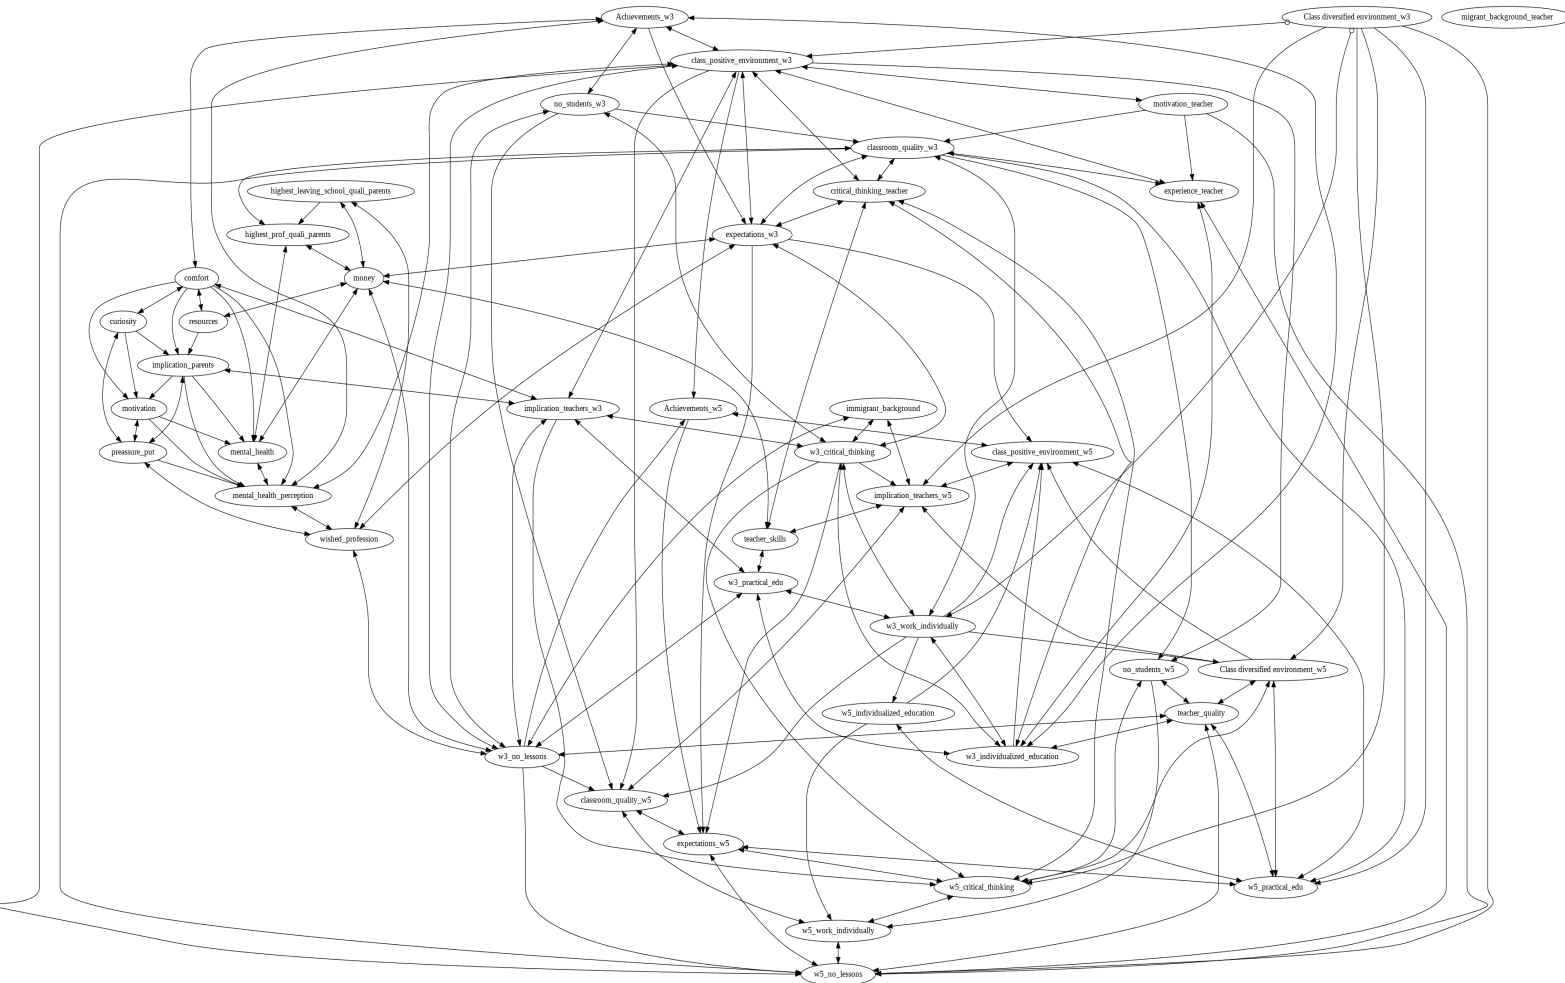 Achievements_w3
Class diversified environment_w3
migrant_background_teacher
class_positive_environment_w3
no_students_w3
motivation_teacher
classroom_quality_w3
highest_leaving_school_quali_parents
critical_thinking_teacher
experience_teacher
highest_prof_quali_parents
expectations_w3
comfort
money
curiosity
resources
implication_parents
motivation
implication_teachers_w3
Achievements_w5
immigrant_background
preassure_put
mental_health
w3_critical_thinking
class_positive_environment_w5
mental_health_perception
implication_teachers_w5
wished_profession
teacher_skills
w3_practical_edu
w3_work_individually
no_students_w5
Class diversified environment_w5
w5_individualized_education
teacher_quality
w3_no_lessons
w3_individualized_education
classroom_quality_w5
expectations_w5
w5_critical_thinking
w5_practical_edu
w5_work_individually
w5_no_lessons